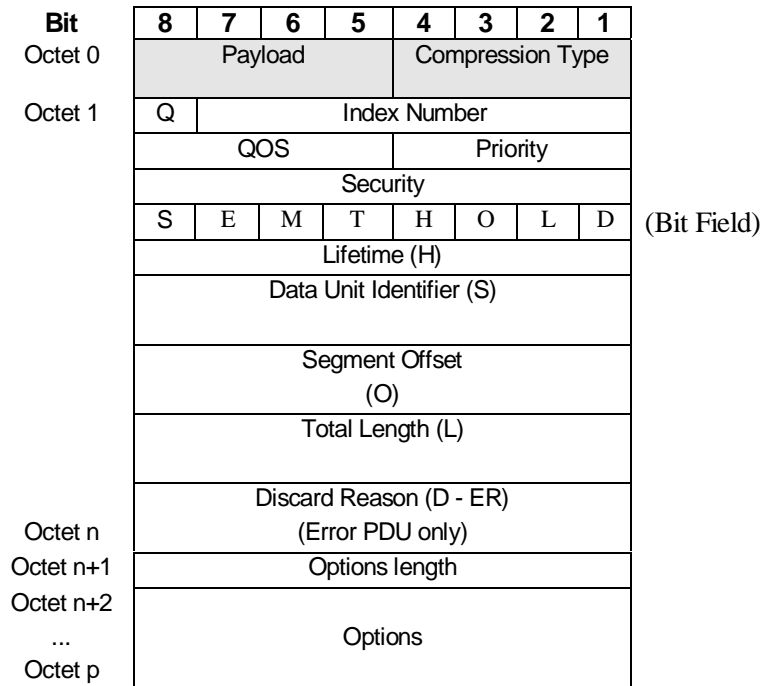 Bit 8 7 6 5 4 3 2 1
Octet 0 Payload Compression Type
Octet 1 Q Index Number
QOS Priority
Security
S E M T H O L D (Bit Field)
Lifetime (H)
Data Unit Identifier (S)
Segment Offset
(O)
Total Length (L)
Discard Reason (D - ER)
Octet n (Error PDU only)
Octet n+1 Options length
Octet n+2
... Options
Octet p